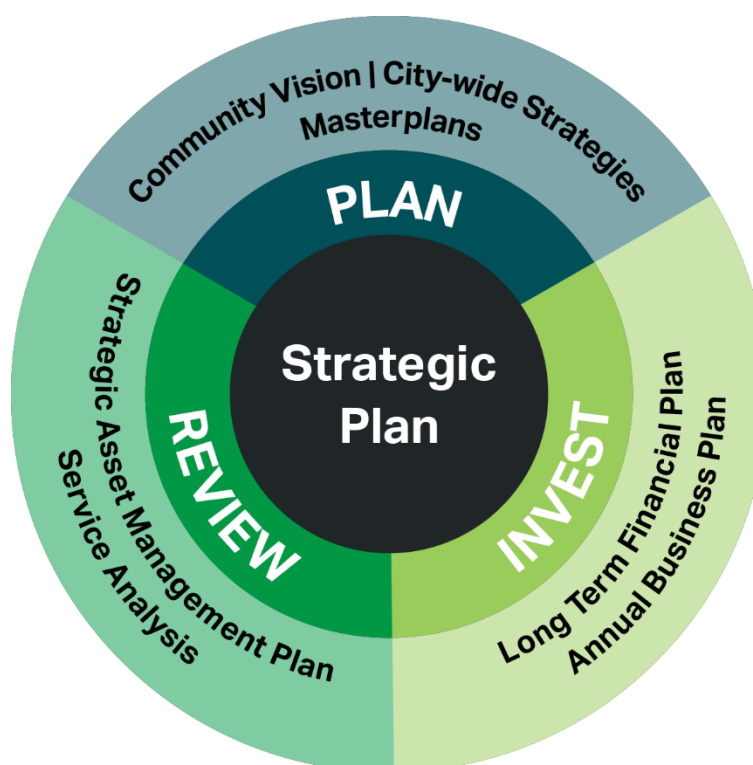 Community Vision | City-wide Strategies
Masterplans
PLAN
Strategic
Plan
INVEST
Long Term Financial Plan
Annual Business Plan
REVIEW
Strategic Asset Management Plan
Service Analysis